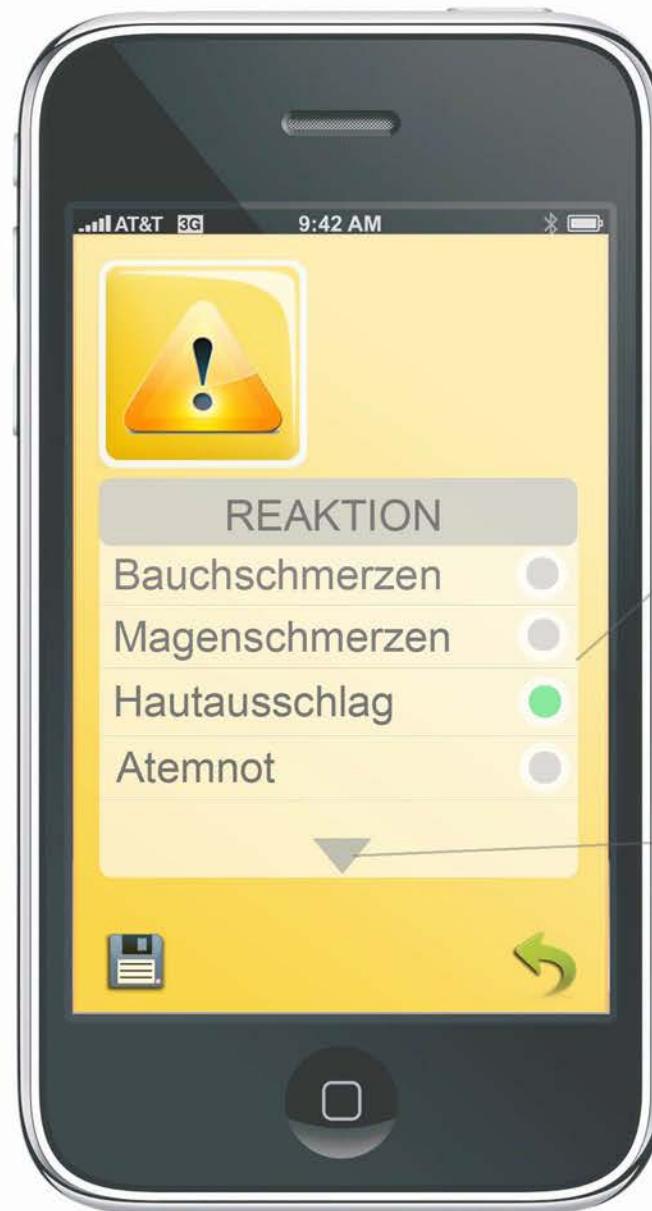 AT&T 3G 9:42 AM
REAKTION
Bauchschmerzen
Magenschmerzen
Hautausschlag
Atemnot